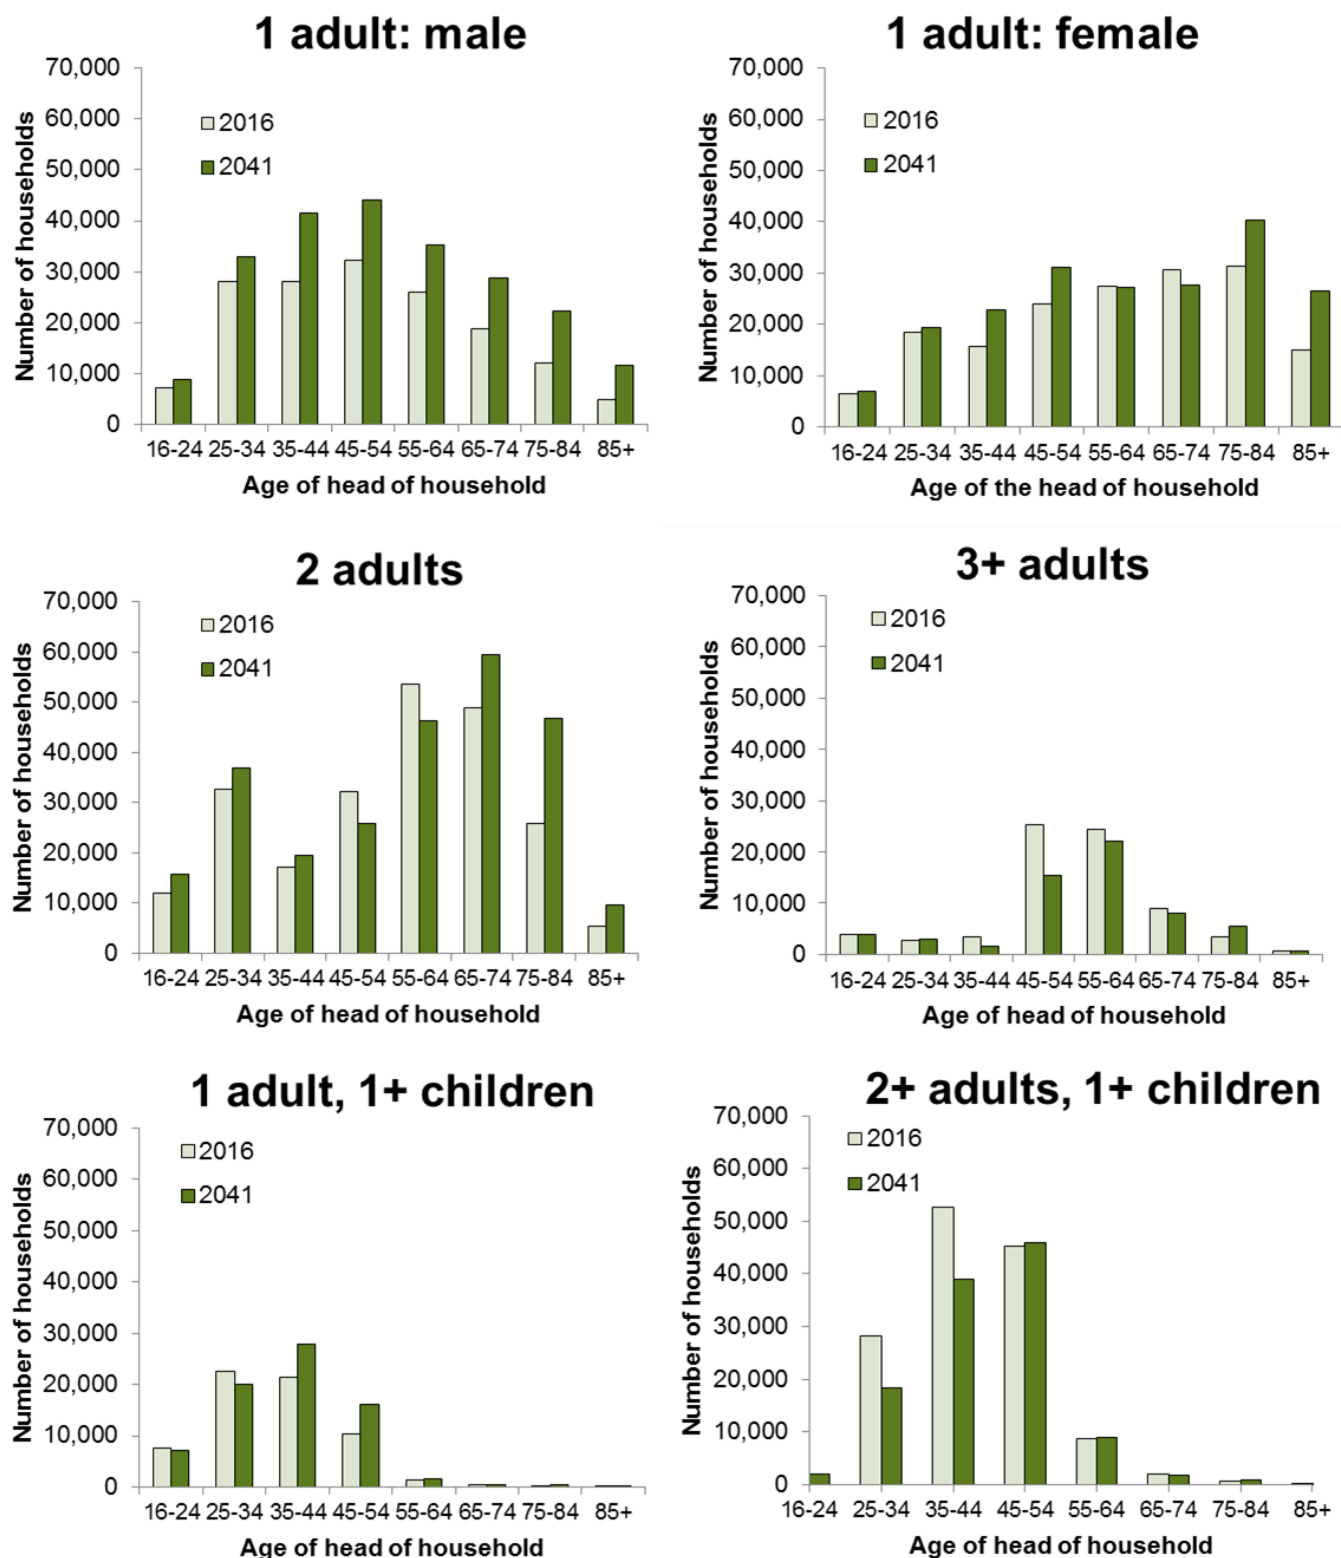 1 adult: male
70,000
60,000
50,000
40,000
30,000
20,000
10,000
0
Number of households
2016
2041
16-24 25-34 35-44 45-54 55-64 65-74 75-84 85+
Age of head of household
1 adult: female
70,000
60,000
50,000
40,000
30,000
20,000
10,000
0
Number of households
2016
2041
16-24 25-34 35-44 45-54 55-64 65-74 75-84 85+
Age of the head of household
2 adults
70,000
60,000
50,000
40,000
30,000
20,000
10,000
0
Number of households
2016
2041
16-24 25-34 35-44 45-54 55-64 65-74 75-84 85+
Age of head of household
3+ adults
70,000
60,000
50,000
40,000
30,000
20,000
10,000
0
Number of households
2016
2041
16-24 25-34 35-44 45-54 55-64 65-74 75-84 85+
Age of head of household
1 adult, 1+ children
70,000
60,000
50,000
40,000
30,000
20,000
10,000
0
Number of households
2016
2041
16-24 25-34 35-44 45-54 55-64 65-74 75-84 85+
Age of head of household
2+ adults, 1+ children
70,000
60,000
50,000
40,000
30,000
20,000
10,000
0
Number of households
2016
2041
16-24 25-34 35-44 45-54 55-64 65-74 75-84 85+
Age of head of household